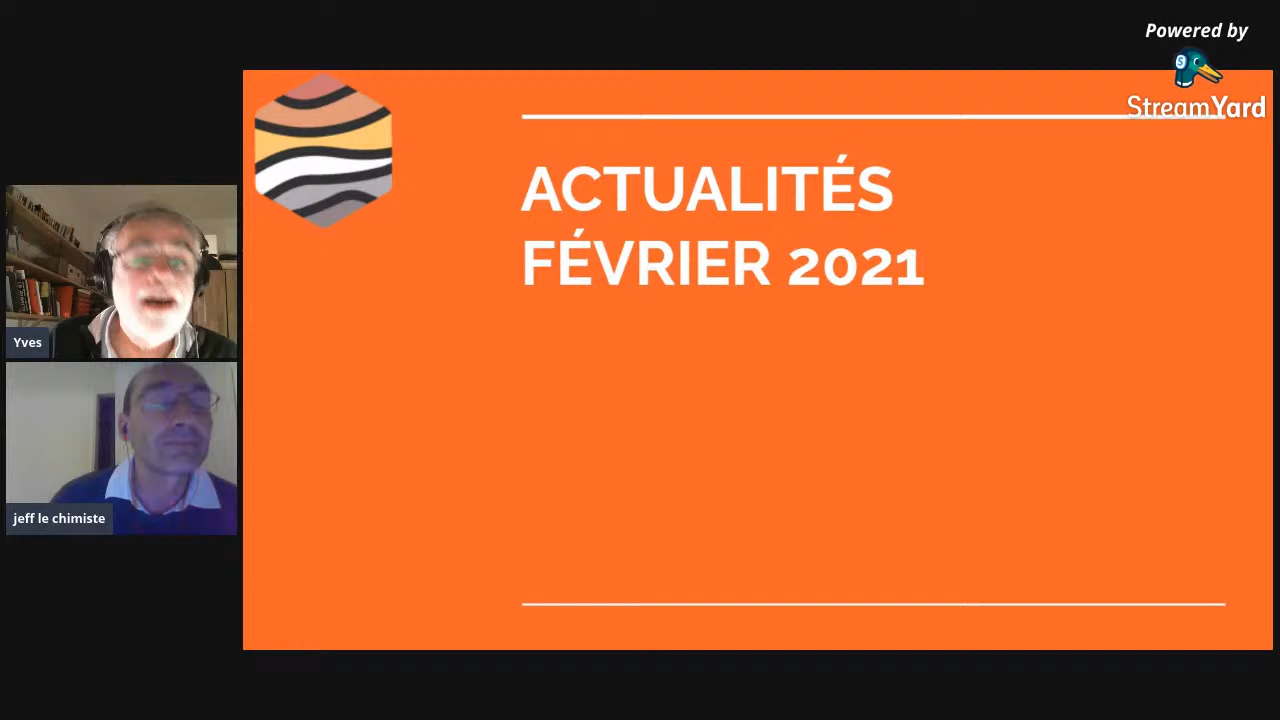 Powered by
StreamYard
ACTUALITÉS
FÉVRIER 2021
Yves
jeff le chimiste